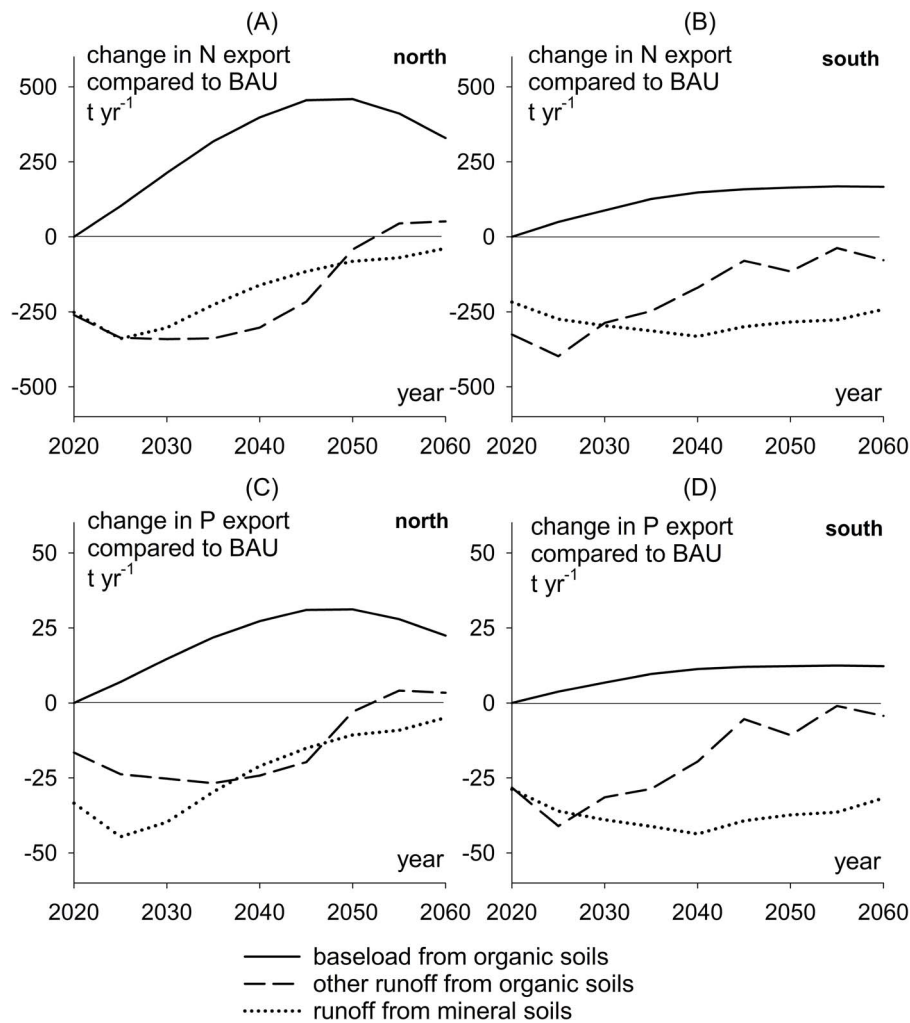 (A)
change in N export
compared to BAU
t yr-1
north
500
250
0
-250
-500
year
2020 2030 2040 2050 2060
(B)
change in N export
compared to BAU
t yr-1
south
500
250
0
-250
-500
year
2020 2030 2040 2050 2060
(C)
change in P export
compared to BAU
t yr-1
north
50
25
0
-25
-50
year
2020 2030 2040 2050 2060
(D)
change in P export
compared to BAU
t yr-1
south
50
25
0
-25
-50
year
2020 2030 2040 2050 2060
baseload from organic soils
other runoff from organic soils
runoff from mineral soils